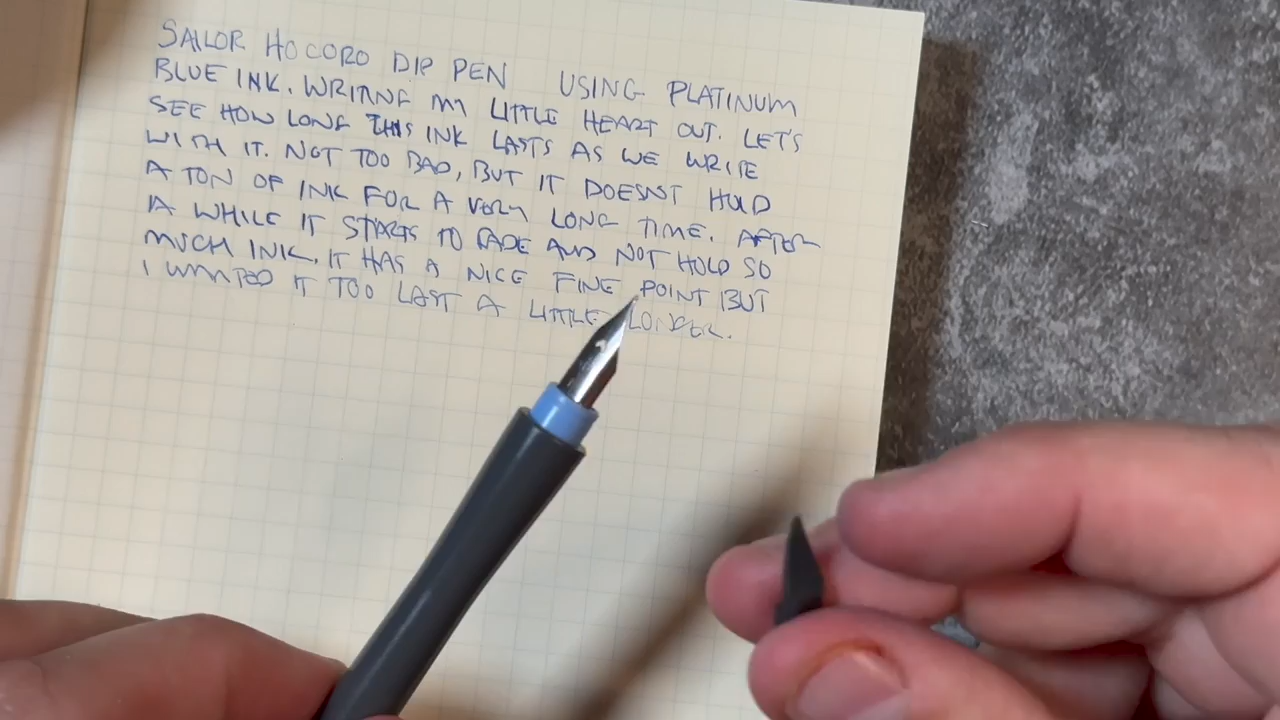 SAILOR HOCORO DIP PEN USING PLATINUM
BLUE INK. WRITING MY LITTLE HEART OUT. LET'S
SEE HOW LONG THIS INK LASTS AS WE WRITE
WITH IT. NOT TOO BAD, BUT IT DOESNT HOLD
A TON OF INK FOR A VERY LONG TIME. AFTER
A WHILE IT STARTS TO FADE AND NOT HOLD SO
MUCH INK. IT HAS A NICE FINE POINT BUT
I WANTED IT TOO LAST A LITTLE LONGER.